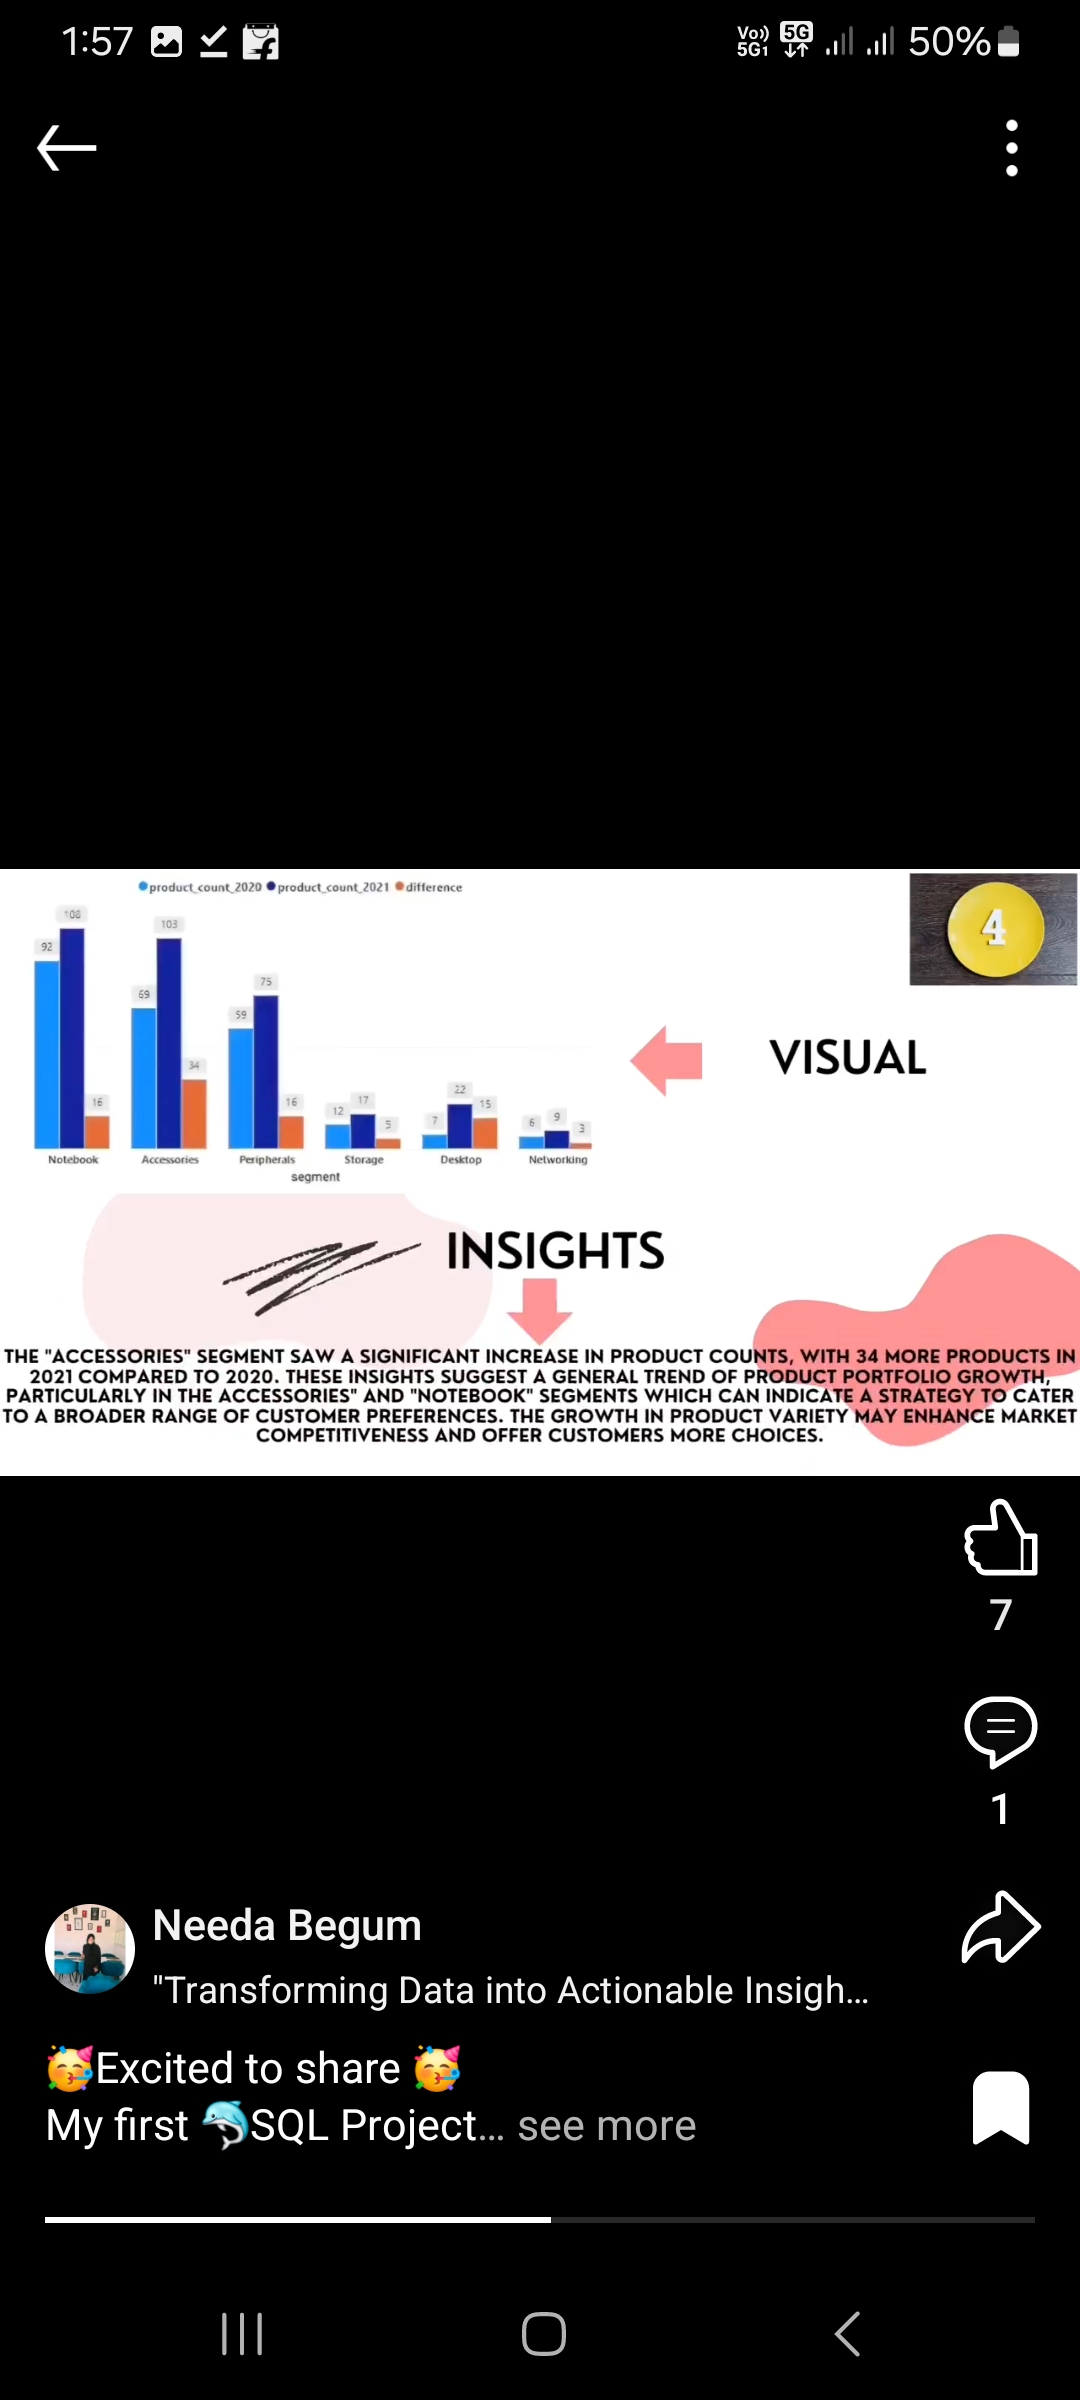 1:57
Vo)) 5G1 5G 50%
product_count_2020 product_count_2021 difference
4
108
103
92
75
69
59
34
16
16
12
17
5
7
22
15
6
9
3
Notebook Accessories Peripherals Storage Desktop Networking
segment
VISUAL
INSIGHTS
THE "ACCESSORIES" SEGMENT SAW A SIGNIFICANT INCREASE IN PRODUCT COUNTS, WITH 34 MORE PRODUCTS IN
2021 COMPARED TO 2020. THESE INSIGHTS SUGGEST A GENERAL TREND OF PRODUCT PORTFOLIO GROWTH,
PARTICULARLY IN THE ACCESSORIES" AND "NOTEBOOK" SEGMENTS WHICH CAN INDICATE A STRATEGY TO CATER
TO A BROADER RANGE OF CUSTOMER PREFERENCES. THE GROWTH IN PRODUCT VARIETY MAY ENHANCE MARKET
COMPETITIVENESS AND OFFER CUSTOMERS MORE CHOICES.
7
1
Needa Begum
"Transforming Data into Actionable Insigh...
🥳Excited to share 🥳
My first 🐬SQL Project... see more